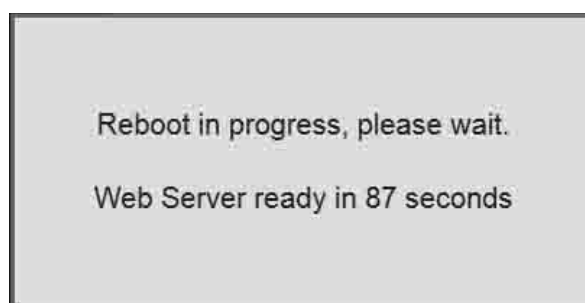 Reboot in progress, please wait.
Web Server ready in 87 seconds